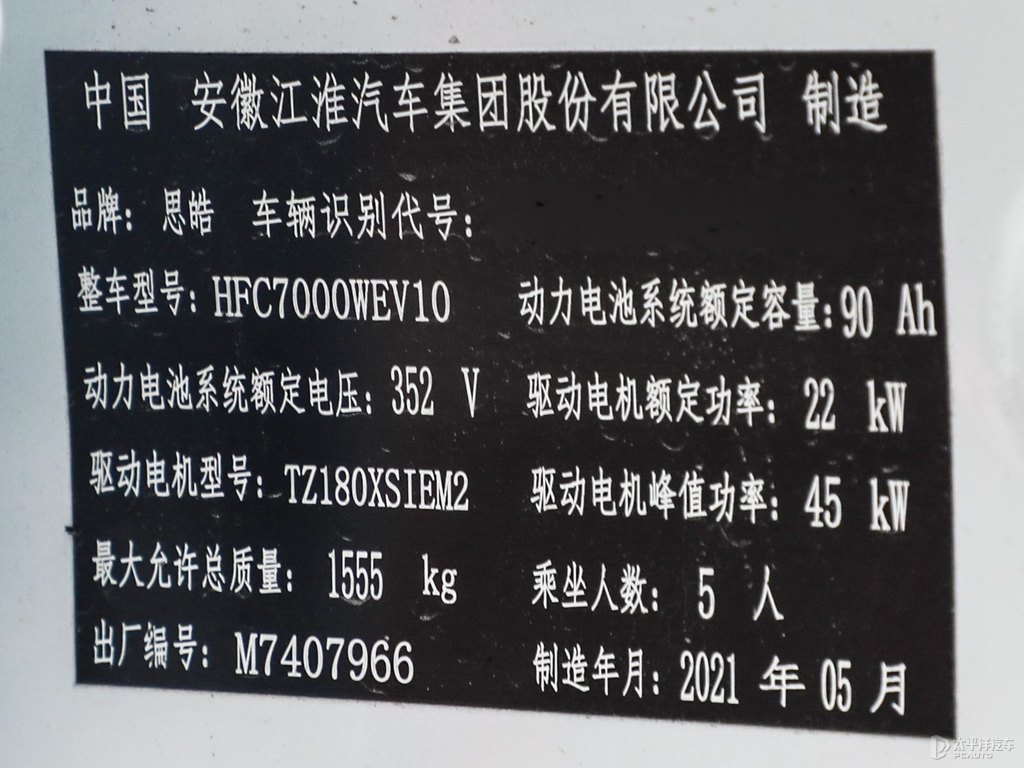 中国 安徽江淮汽车集团股份有限公司 制造
品牌: 思皓 车辆识别代号:
整车型号: HFC7000WEV10 动力电池系统额定容量: 90 Ah
动力电池系统额定电压: 352 V 驱动电机额定功率: 22 kW
驱动电机型号: TZ180XSIEM2 驱动电机峰值功率: 45 kW
最大允许总质量: 1555 kg 乘坐人数: 5 人
出厂编号: M7407966 制造年月: 2021 年 05 月
太平洋汽车
PCAUTO